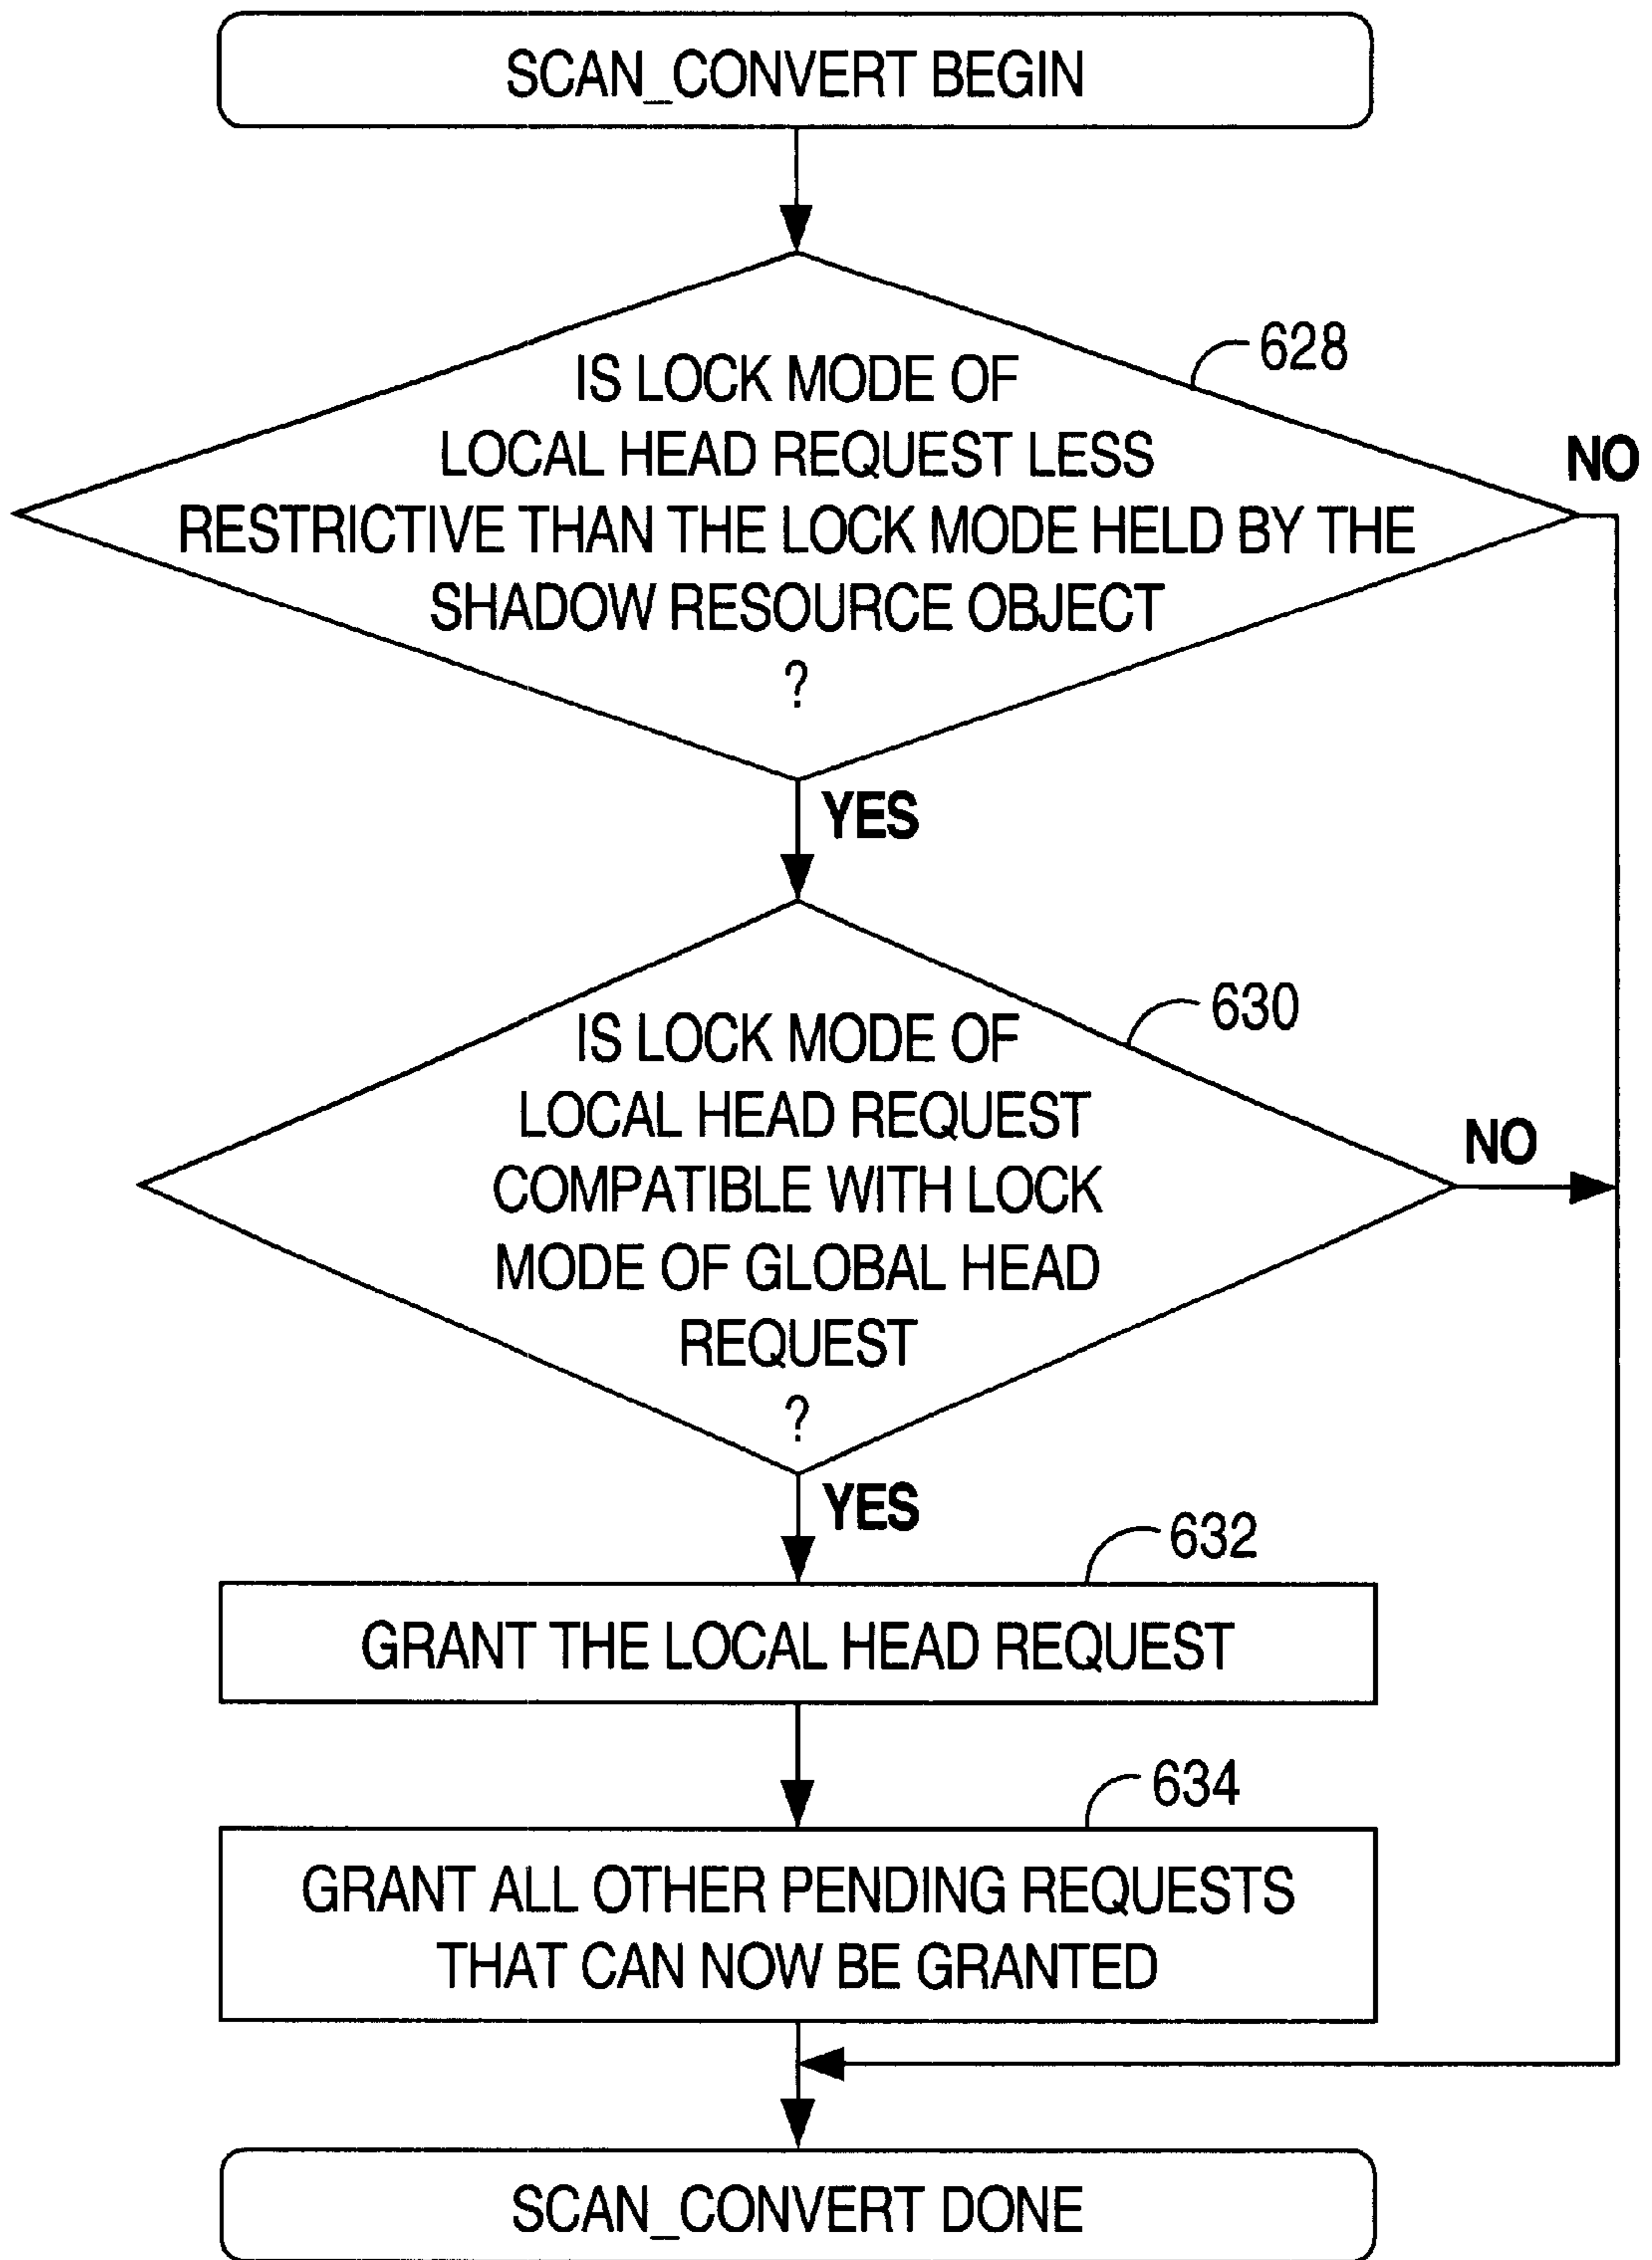 SCAN_CONVERT BEGIN
628
IS LOCK MODE OF
LOCAL HEAD REQUEST LESS
RESTRICTIVE THAN THE LOCK MODE HELD BY THE
SHADOW RESOURCE OBJECT
?
NO
YES
630
IS LOCK MODE OF
LOCAL HEAD REQUEST
COMPATIBLE WITH LOCK
MODE OF GLOBAL HEAD
REQUEST
?
NO
YES
632
GRANT THE LOCAL HEAD REQUEST
634
GRANT ALL OTHER PENDING REQUESTS
THAT CAN NOW BE GRANTED
SCAN_CONVERT DONE